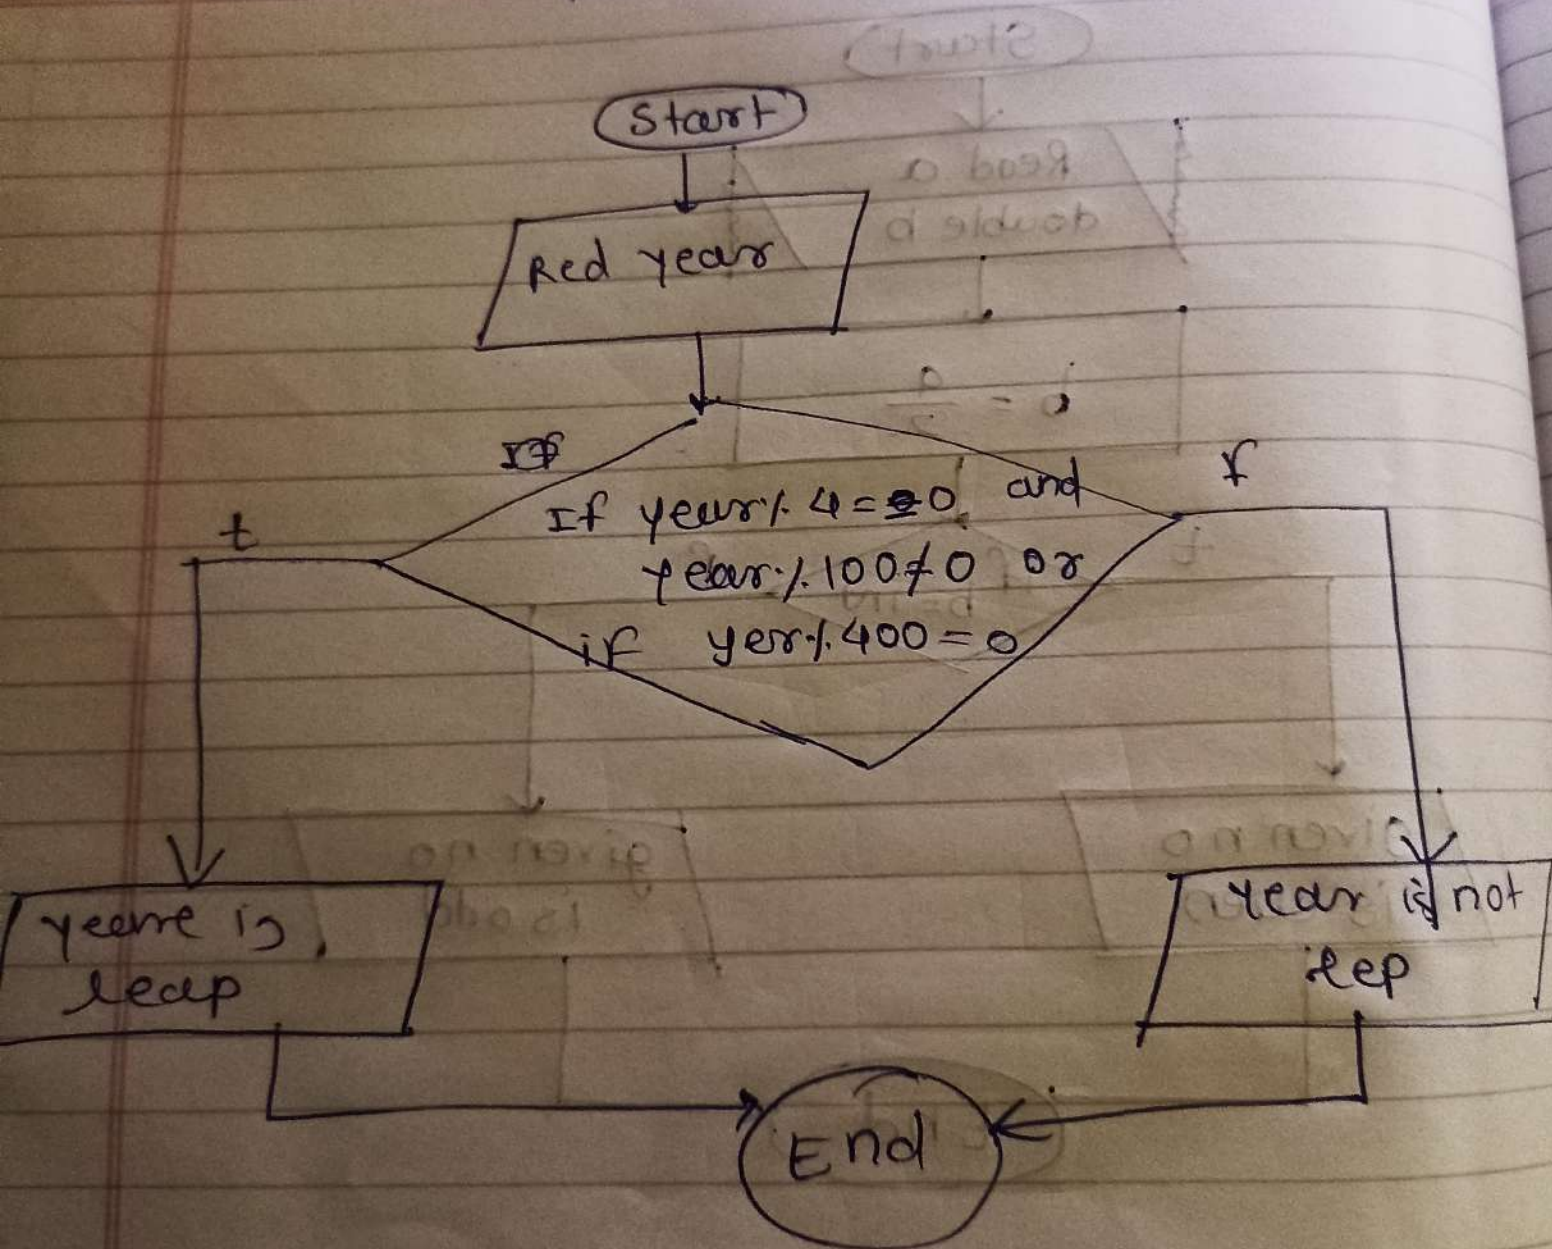 Start
Red year
If
If year % 4 = 0 and
year % 100 ≠ 0 or
if yer % 400 = 0
t
f
yeare is
leap
Year is not
lep
End